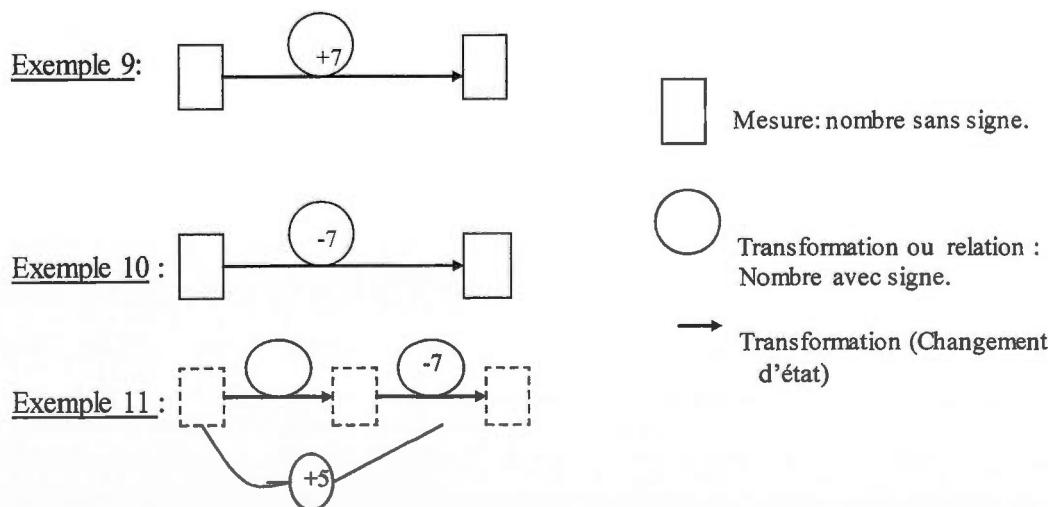 Exemple 9:
+7
Mesure: nombre sans signe.
Exemple 10 :
-7
Transformation ou relation :
Nombre avec signe.
Transformation (Changement
d'état)
Exemple 11 :
-7
+5